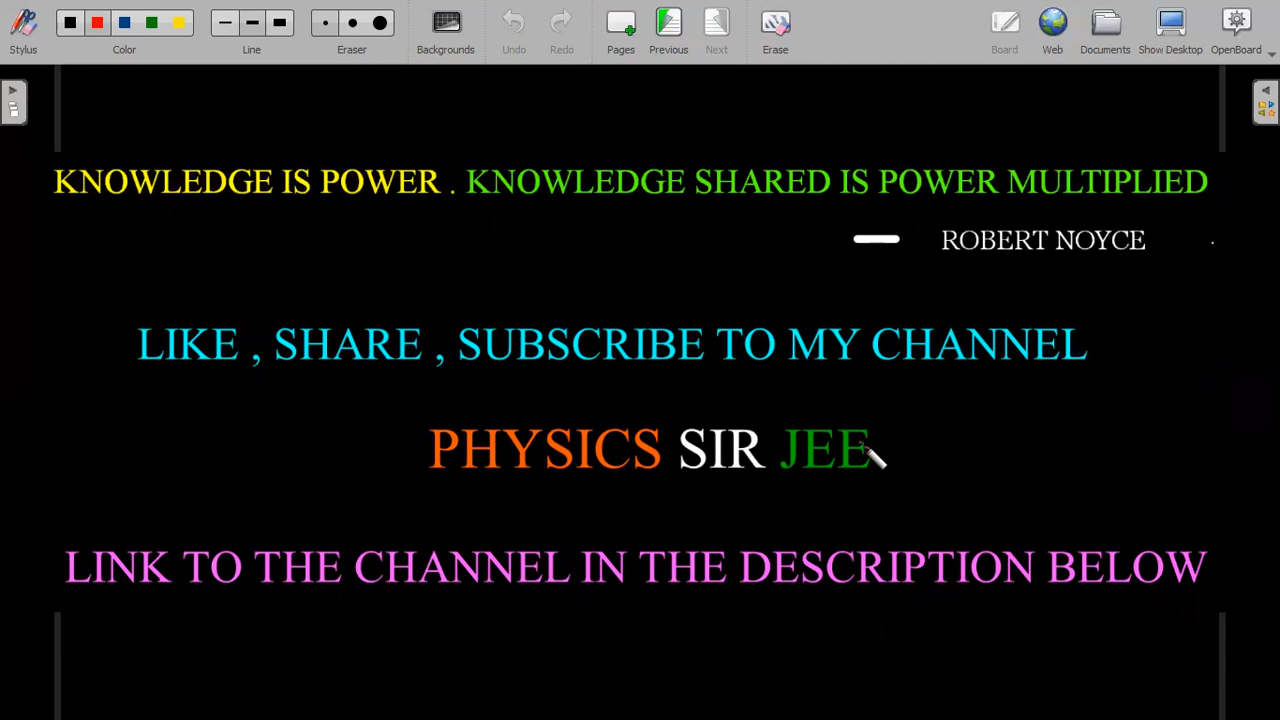 Stylus Color Line Eraser Backgrounds Undo Redo Pages Previous Next Erase Board Web Documents Show Desktop OpenBoard
KNOWLEDGE IS POWER . KNOWLEDGE SHARED IS POWER MULTIPLIED
— ROBERT NOYCE .
LIKE , SHARE , SUBSCRIBE TO MY CHANNEL
PHYSICS SIR JEE
LINK TO THE CHANNEL IN THE DESCRIPTION BELOW